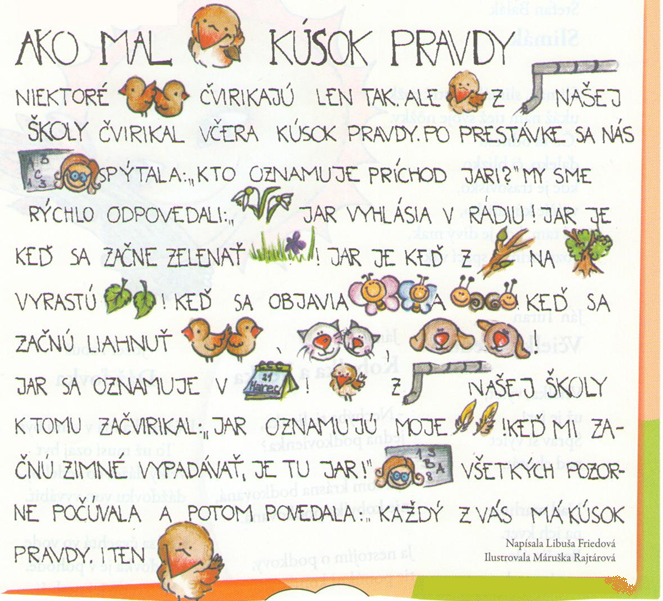 AKO MAL KÚSOK PRAVDY
NIEKTORÉ ČVIRIKAJÚ LEN TAK. ALE Z NAŠEJ
ŠKOLY ČVIRIKAL VČERA KÚSOK PRAVDY. PO PRESTÁVKE SA NÁS
SPÝTALA: „KTO OZNAMUJE PRÍCHOD JARI?" MY SME
RÝCHLO ODPOVEDALI: „ JAR VYHLÁSIA V RÁDIU! JAR JE
KEĎ SA ZAČNE ZELENAŤ ! JAR JE KEĎ Z NA
VYRASTÚ ! KEĎ SA OBJAVIA A ! KEĎ SA
ZAČNÚ LIAHNUŤ , , !
JAR SA OZNAMUJE V 21 Marec ! Z NAŠEJ ŠKOLY
K TOMU ZAČVIRIKAL: „JAR OZNAMUJÚ MOJE ! KEĎ MI ZA-
ČNÚ ZIMNÉ VYPADÁVAŤ, JE TU JAR!" VŠETKÝCH POZOR-
NE POČÚVALA A POTOM POVEDALA: „ KAŽDÝ Z VÁS MÁ KÚSOK
PRAVDY. I TEN
Napísala Libuša Friedová
Ilustrovala Máruška Rajtárová